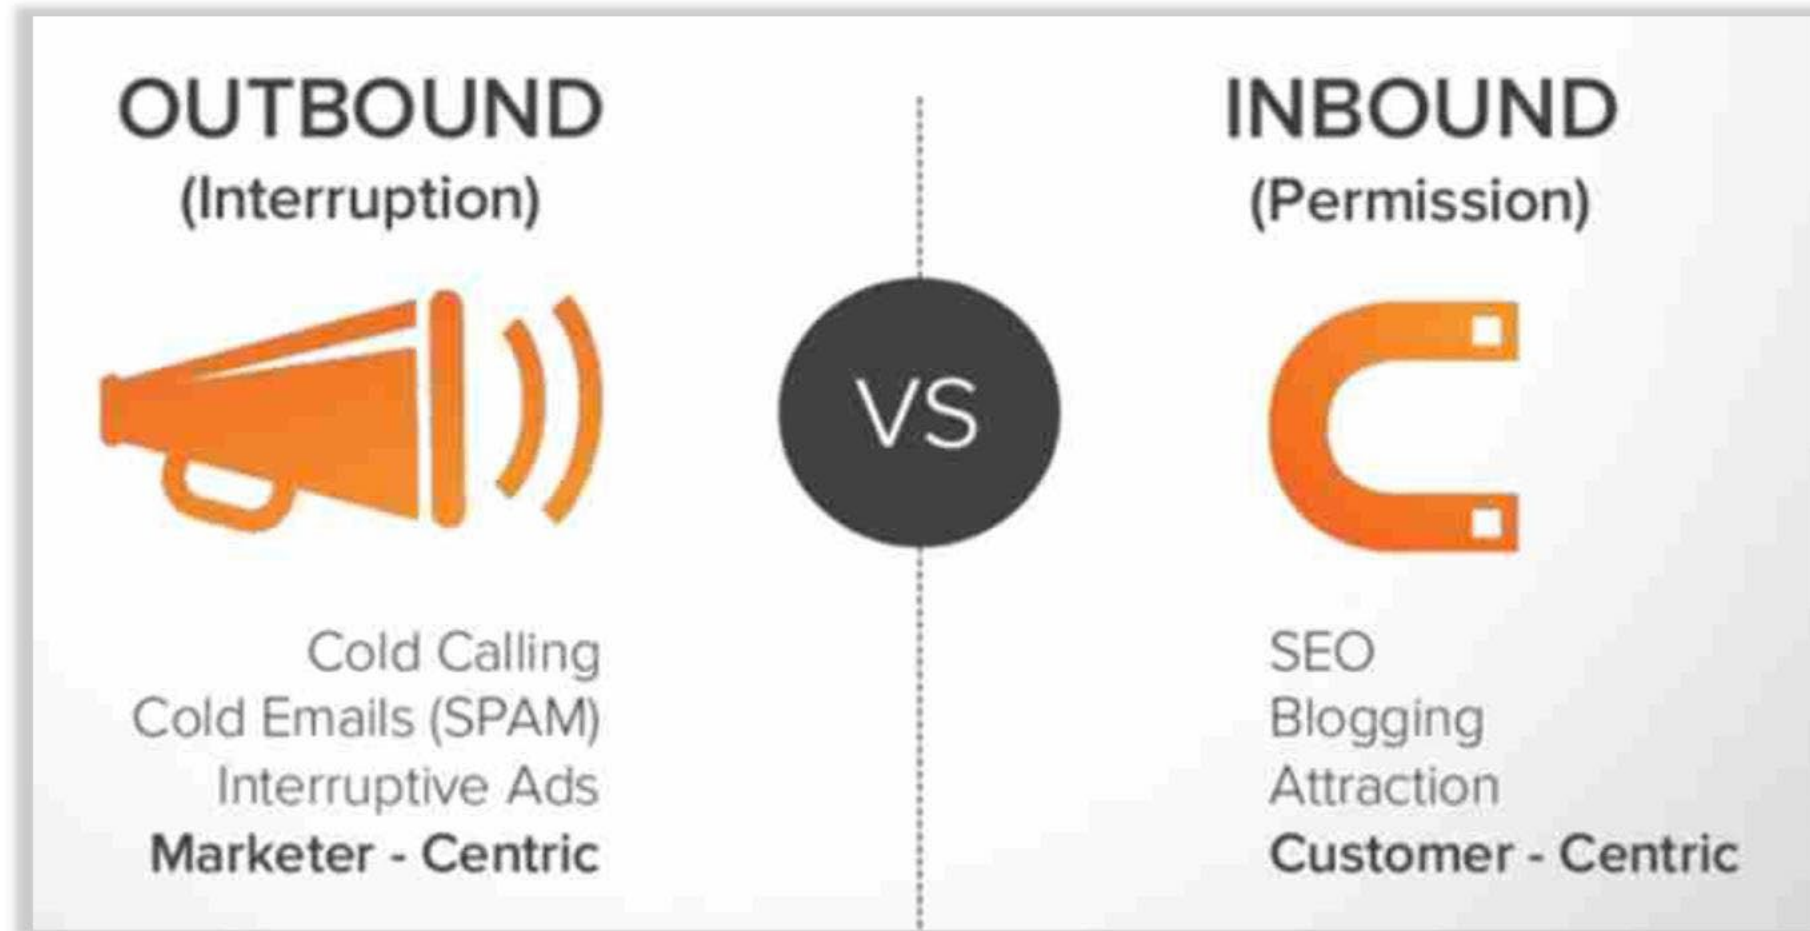 OUTBOUND
(Interruption)
Cold Calling
Cold Emails (SPAM)
Interruptive Ads
Marketer - Centric
VS
INBOUND
(Permission)
SEO
Blogging
Attraction
Customer - Centric